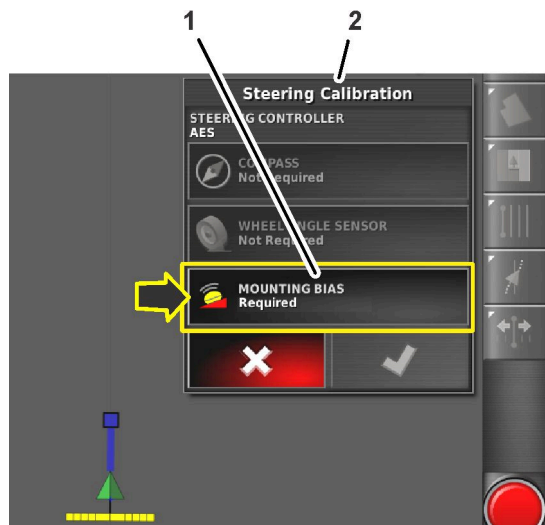 1
2
Steering Calibration
STEERING CONTROLLER
AES
COMPASS
Not Required
WHEEL ANGLE SENSOR
Not Required
MOUNTING BIAS
Required